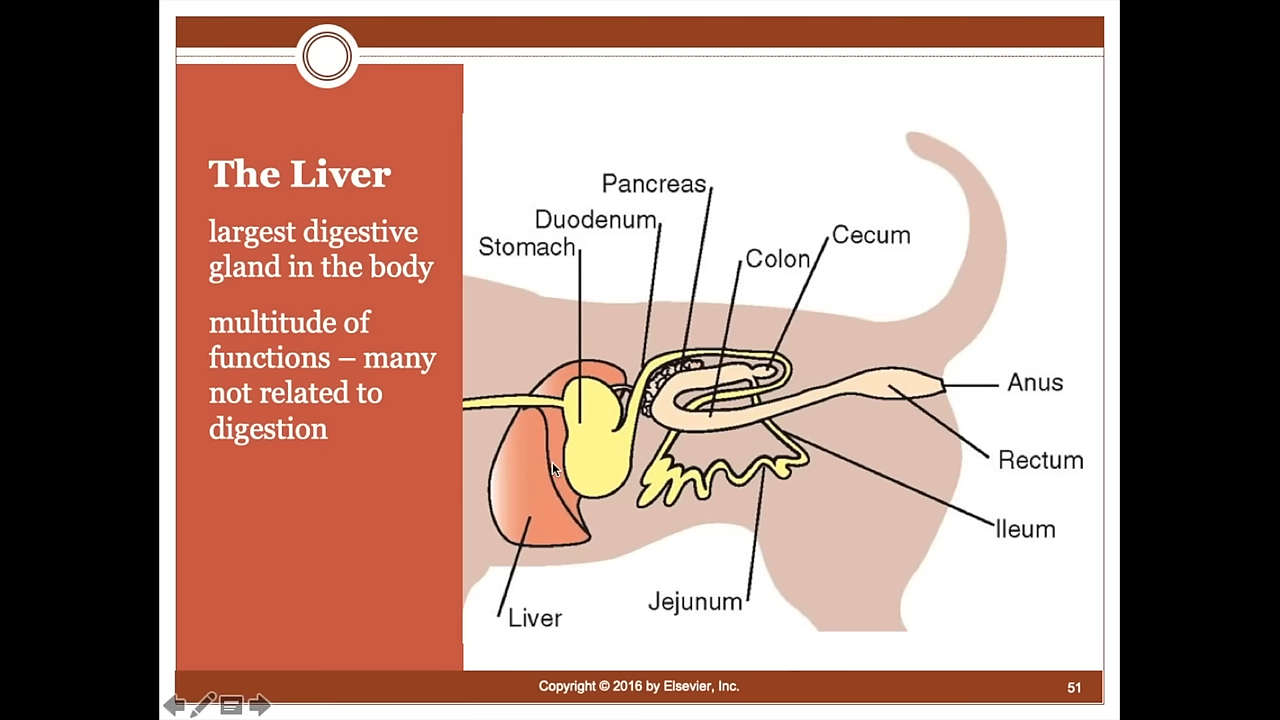 The Liver
largest digestive
gland in the body
multitude of
functions – many
not related to
digestion
Pancreas
Duodenum
Stomach
Cecum
Colon
Anus
Rectum
Ileum
Jejunum
Liver
Copyright © 2016 by Elsevier, Inc.
51